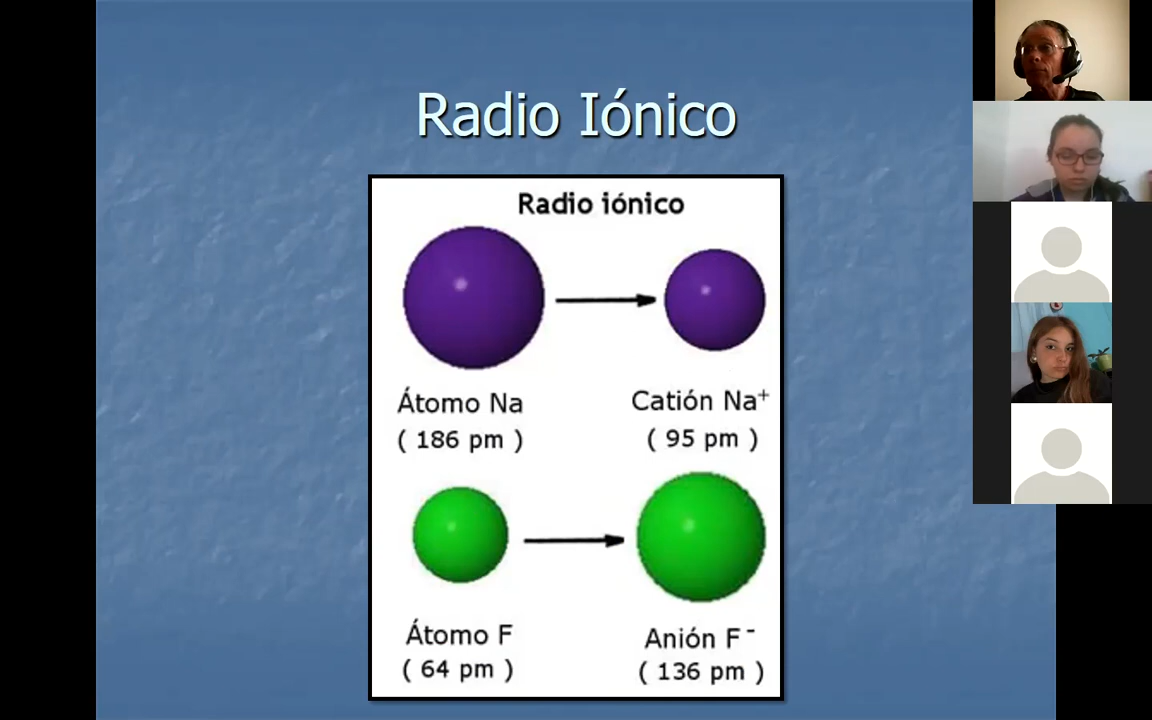 Radio Iónico
Radio iónico
Átomo Na
Catión Na⁺
( 186 pm )
( 95 pm )
Átomo F
Anión F⁻
( 64 pm )
( 136 pm )